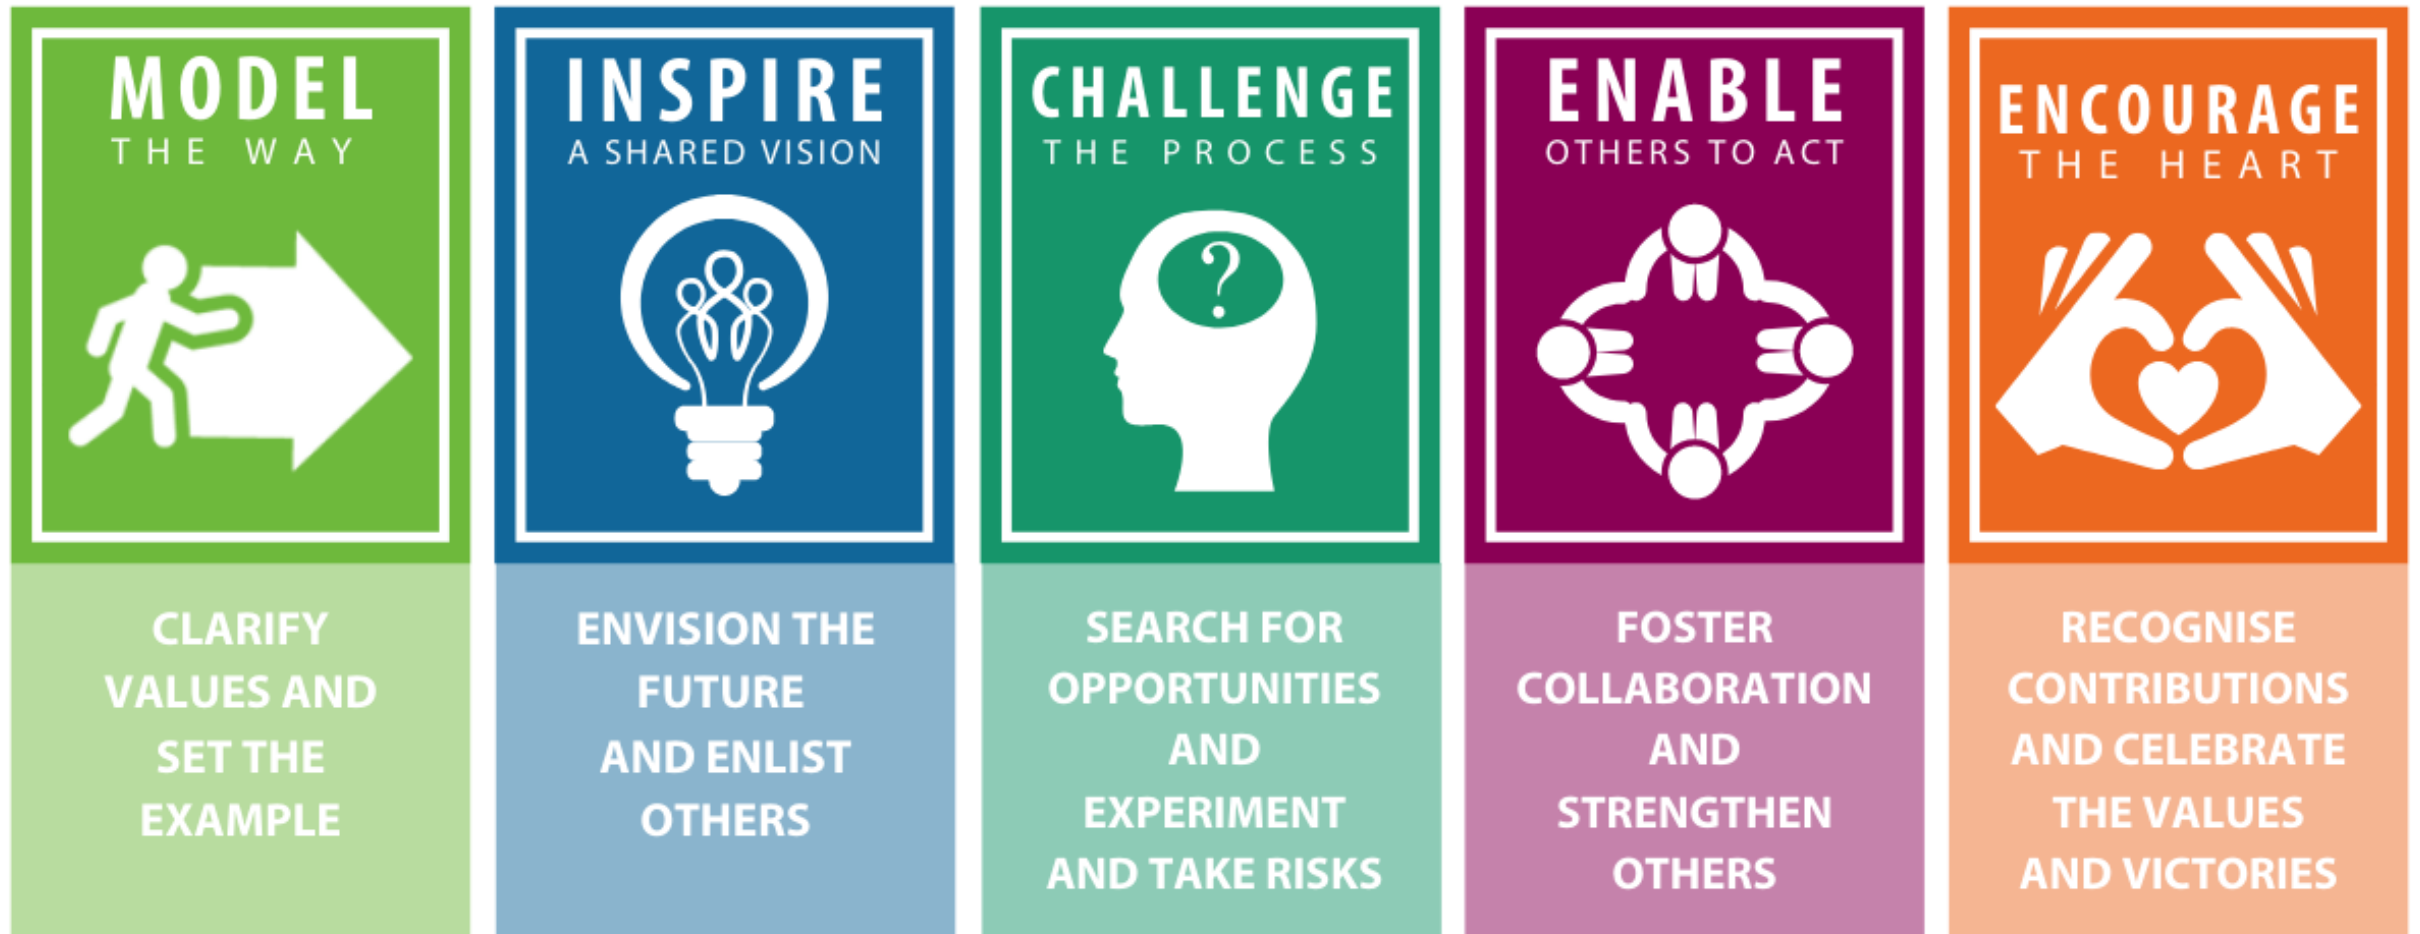 MODEL
THE WAY
CLARIFY
VALUES AND
SET THE
EXAMPLE
INSPIRE
A SHARED VISION
ENVISION THE
FUTURE
AND ENLIST
OTHERS
CHALLENGE
THE PROCESS
?
SEARCH FOR
OPPORTUNITIES
AND
EXPERIMENT
AND TAKE RISKS
ENABLE
OTHERS TO ACT
FOSTER
COLLABORATION
AND
STRENGTHEN
OTHERS
ENCOURAGE
THE HEART
RECOGNISE
CONTRIBUTIONS
AND CELEBRATE
THE VALUES
AND VICTORIES